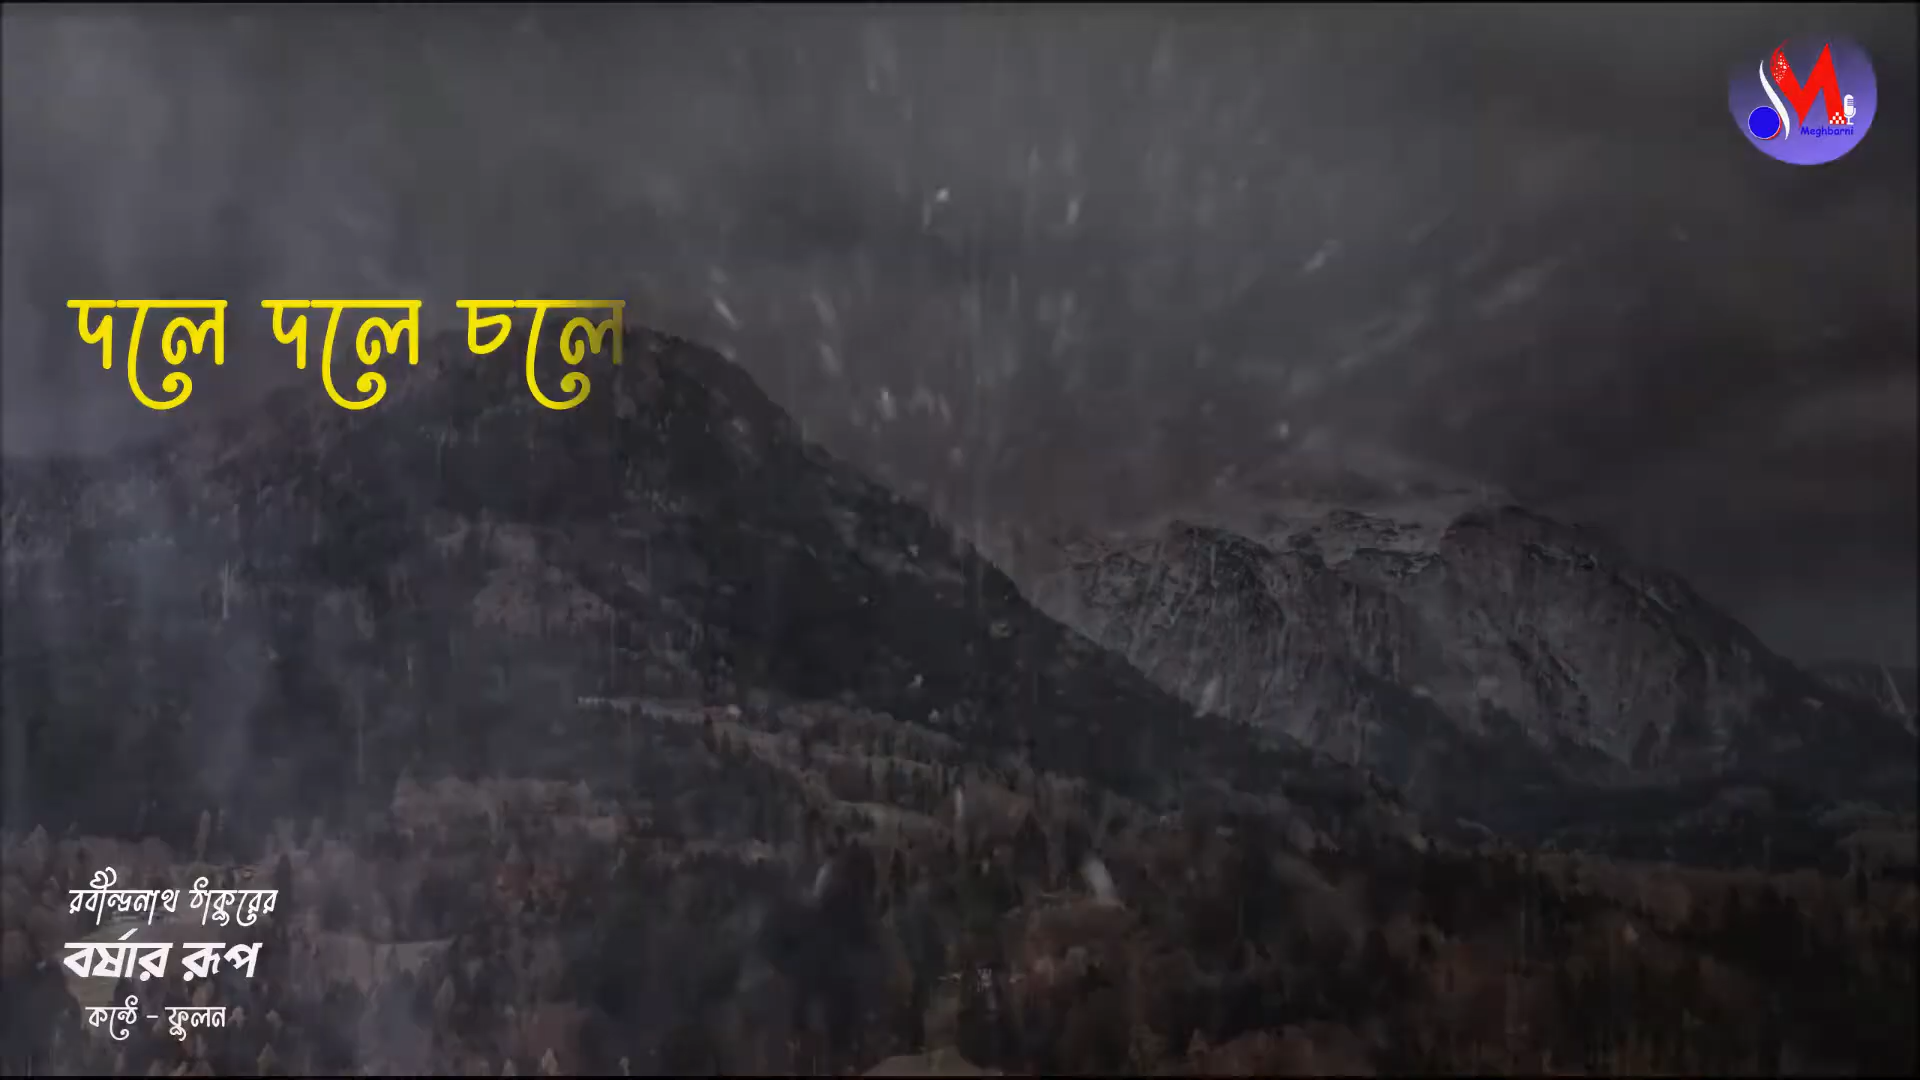 Meghbarni
দলে দলে চলে
রবীন্দ্রনাথ ঠাকুরের
বর্ষার রূপ
কন্ঠে - ফুলন